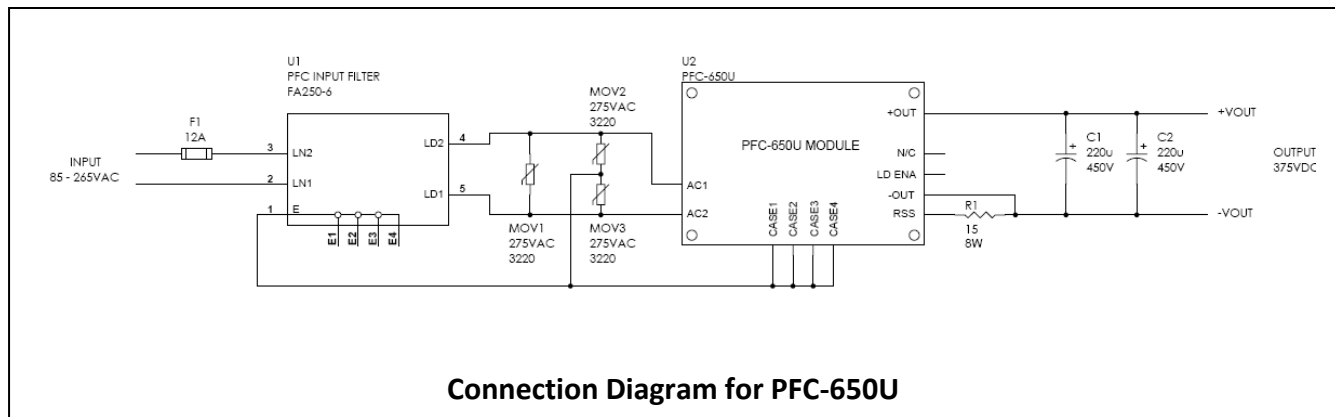 U1
PFC INPUT FILTER
FA250-6
F1
12A
INPUT
85 - 265VAC
3
2
1
LN2
LN1
E
E1
E2
E3
E4
LD2
LD1
4
5
MOV1
275VAC
3220
MOV2
275VAC
3220
MOV3
275VAC
3220
U2
PFC-650U
PFC-650U MODULE
AC1
AC2
CASE1
CASE2
CASE3
CASE4
+OUT
N/C
LD ENA
-OUT
RSS
R1
15
8W
C1
220u
450V
C2
220u
450V
+
+
+VOUT
OUTPUT
375VDC
-VOUT
Connection Diagram for PFC-650U